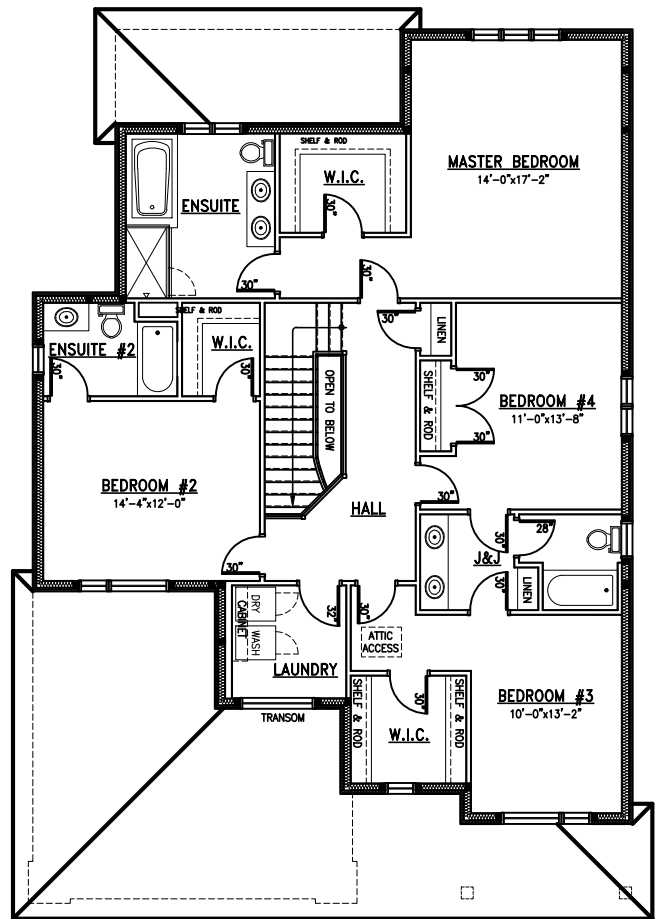 SHELF & ROD
MASTER BEDROOM
14'-0"x17'-2"
W.I.C.
ENSUITE
30"
30"
30"
SHELF & ROD
30"
LINEN
ENSUITE #2
W.I.C.
30"
30"
OPEN TO BELOW
SHELF & ROD
30"
BEDROOM #4
11'-0"x13'-8"
30"
BEDROOM #2
14'-4"x12'-0"
30"
HALL
28"
30"
J&J
30"
30"
LINEN
DRY
CABINET
WASH
32"
30"
ATTIC
ACCESS
LAUNDRY
SHELF & ROD
30"
SHELF & ROD
BEDROOM #3
10'-0"x13'-2"
TRANSOM
W.I.C.